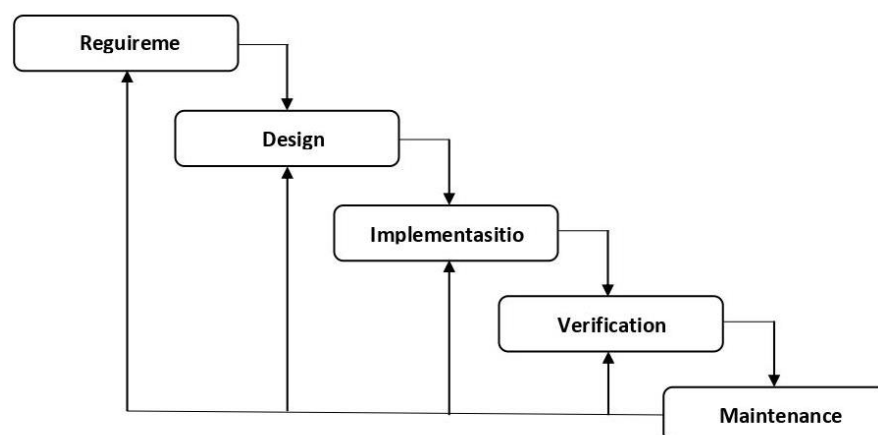 Reguireme
Design
Implementasitio
Verification
Maintenance